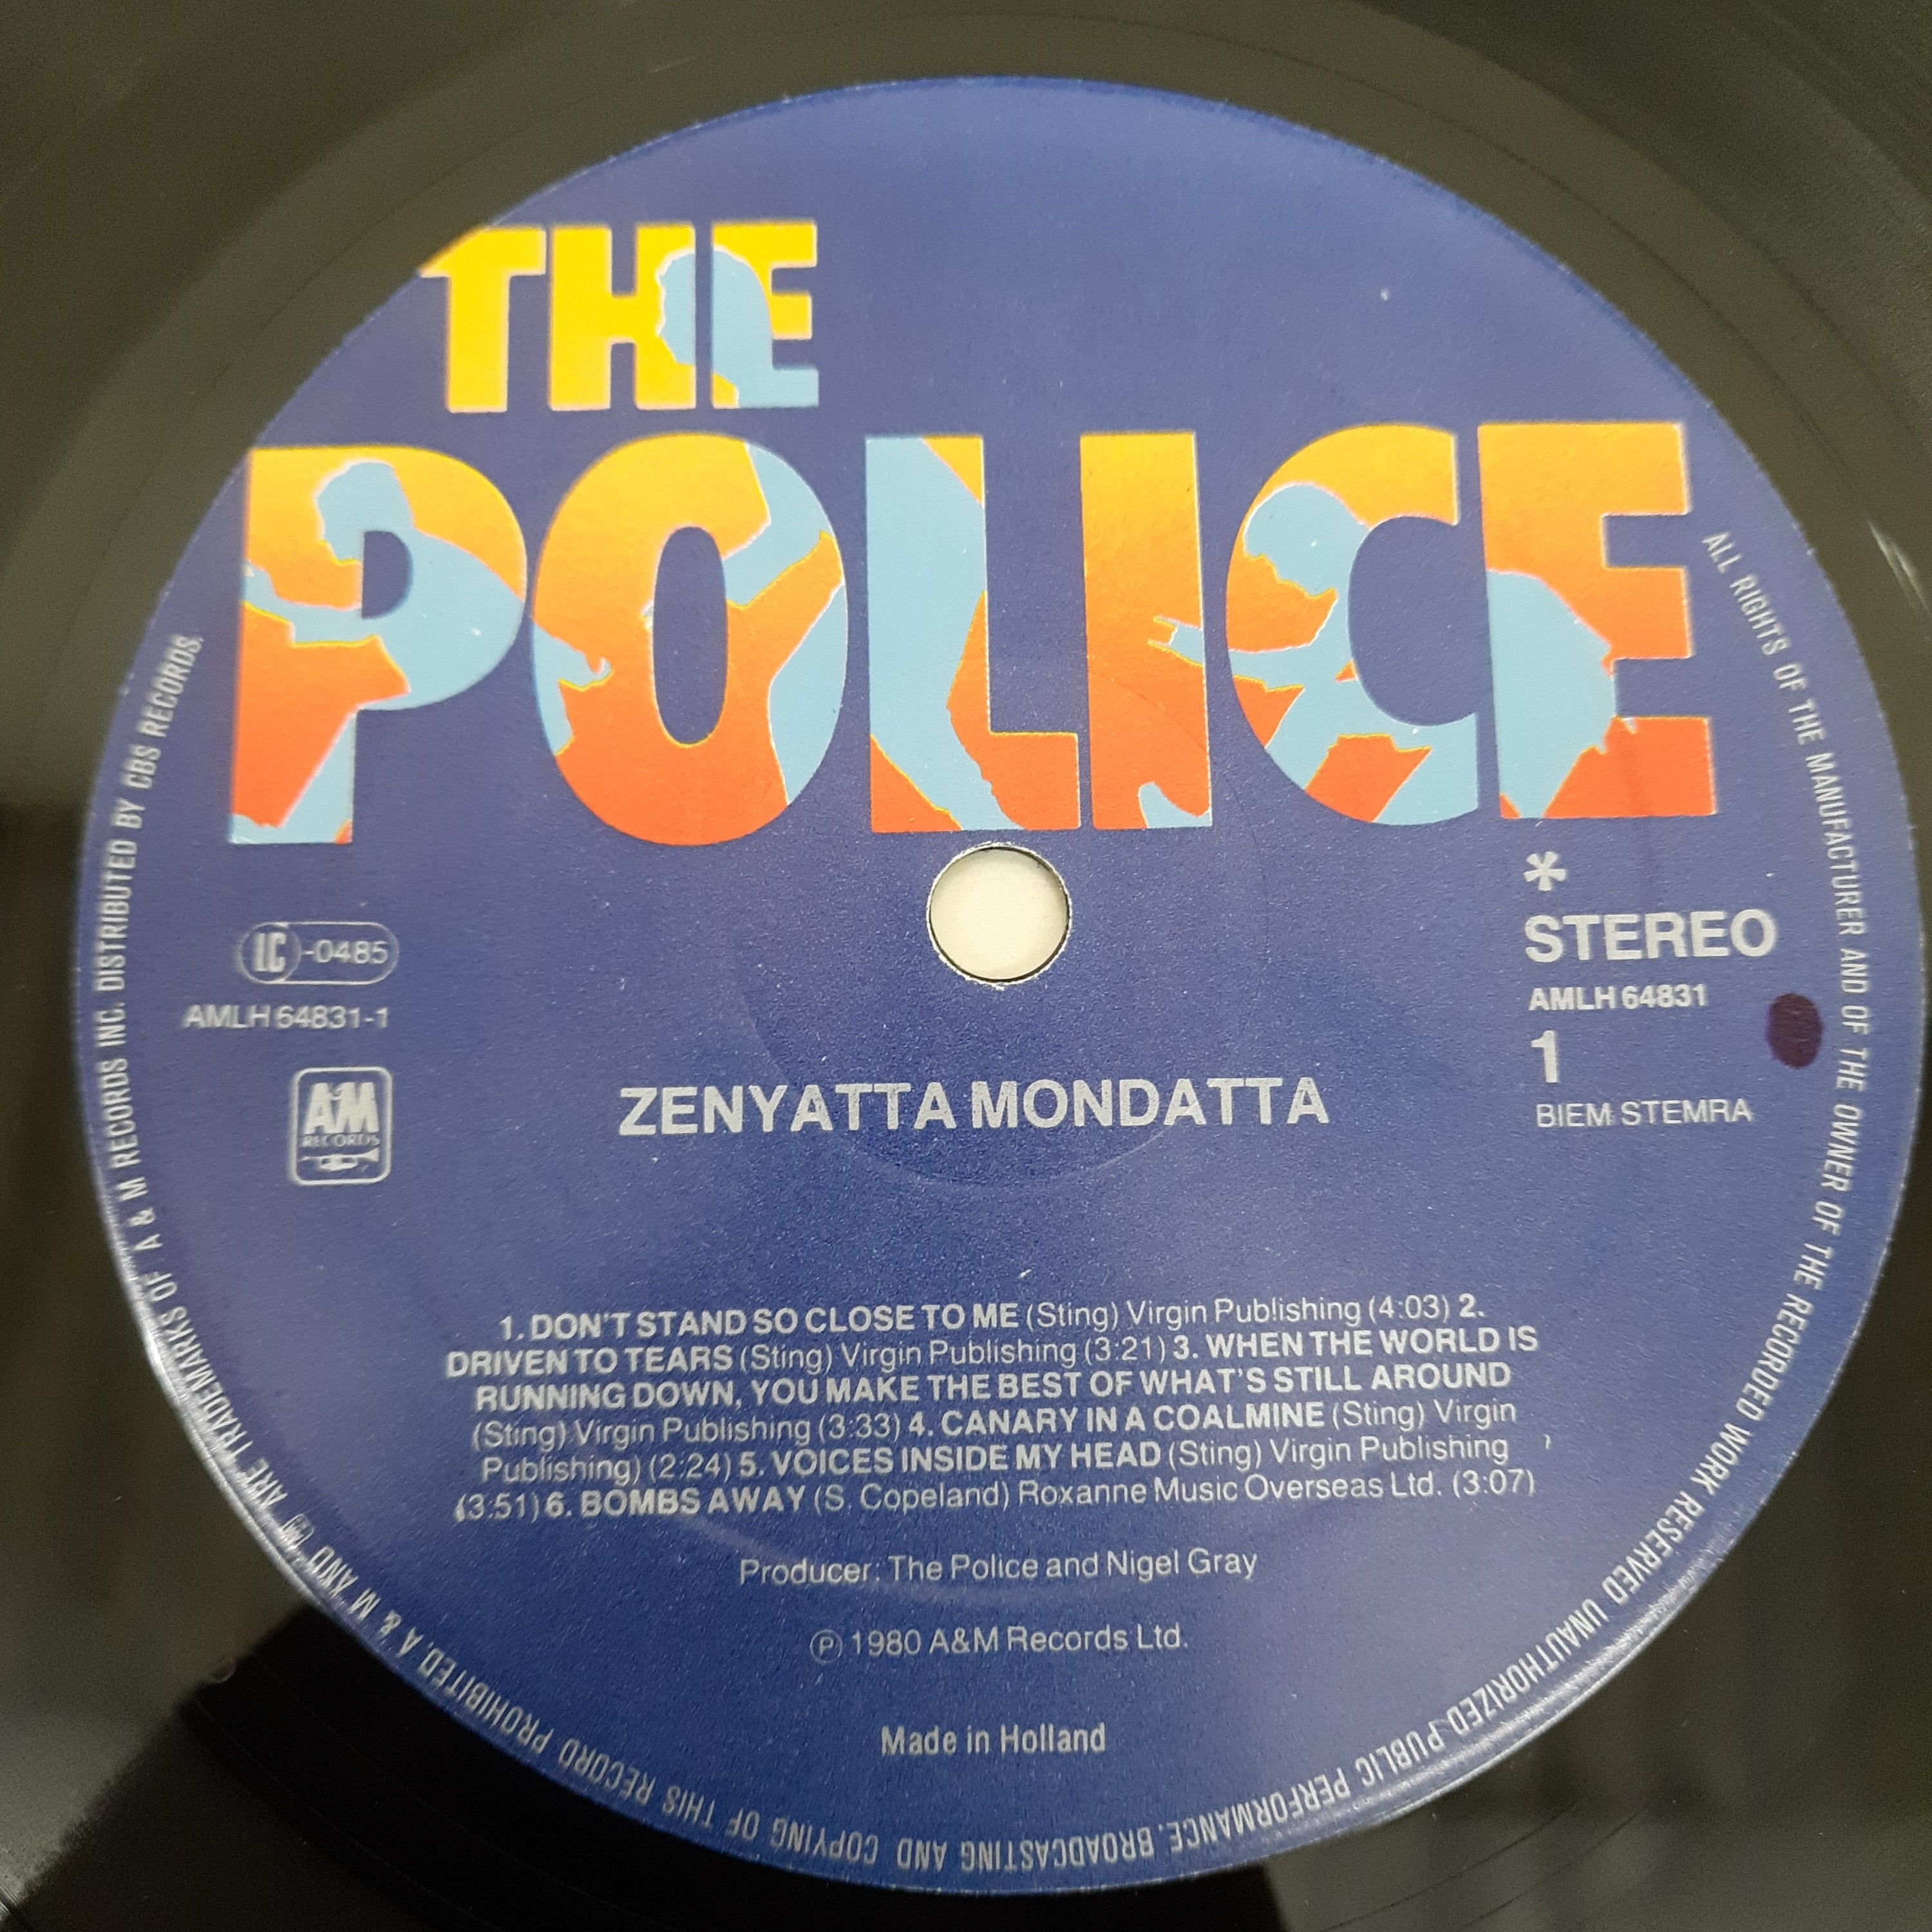 THE
POLICE
LC-0485
AMLH 64831-1
A&M
RECORDS
*
STEREO
AMLH 64831
1
BIEM STEMRA
ZENYATTA MONDATTA
1. DON'T STAND SO CLOSE TO ME (Sting) Virgin Publishing (4:03) 2.
DRIVEN TO TEARS (Sting) Virgin Publishing (3:21) 3. WHEN THE WORLD IS
RUNNING DOWN, YOU MAKE THE BEST OF WHAT'S STILL AROUND
(Sting) Virgin Publishing (3:33) 4. CANARY IN A COALMINE (Sting) Virgin
Publishing) (2:24) 5. VOICES INSIDE MY HEAD (Sting) Virgin Publishing
(3:51) 6. BOMBS AWAY (S. Copeland) Roxanne Music Overseas Ltd. (3:07)
Producer: The Police and Nigel Gray
℗ 1980 A&M Records Ltd.
Made in Holland
ALL RIGHTS OF THE MANUFACTURER AND OF THE OWNER OF THE RECORDED WORK RESERVED UNAUTHORIZED PUBLIC PERFORMANCE, BROADCASTING AND COPYING OF THIS RECORD PROHIBITED. A & M AND ARE TRADEMARKS OF A & M RECORDS INC. DISTRIBUTED BY CBS RECORDS.